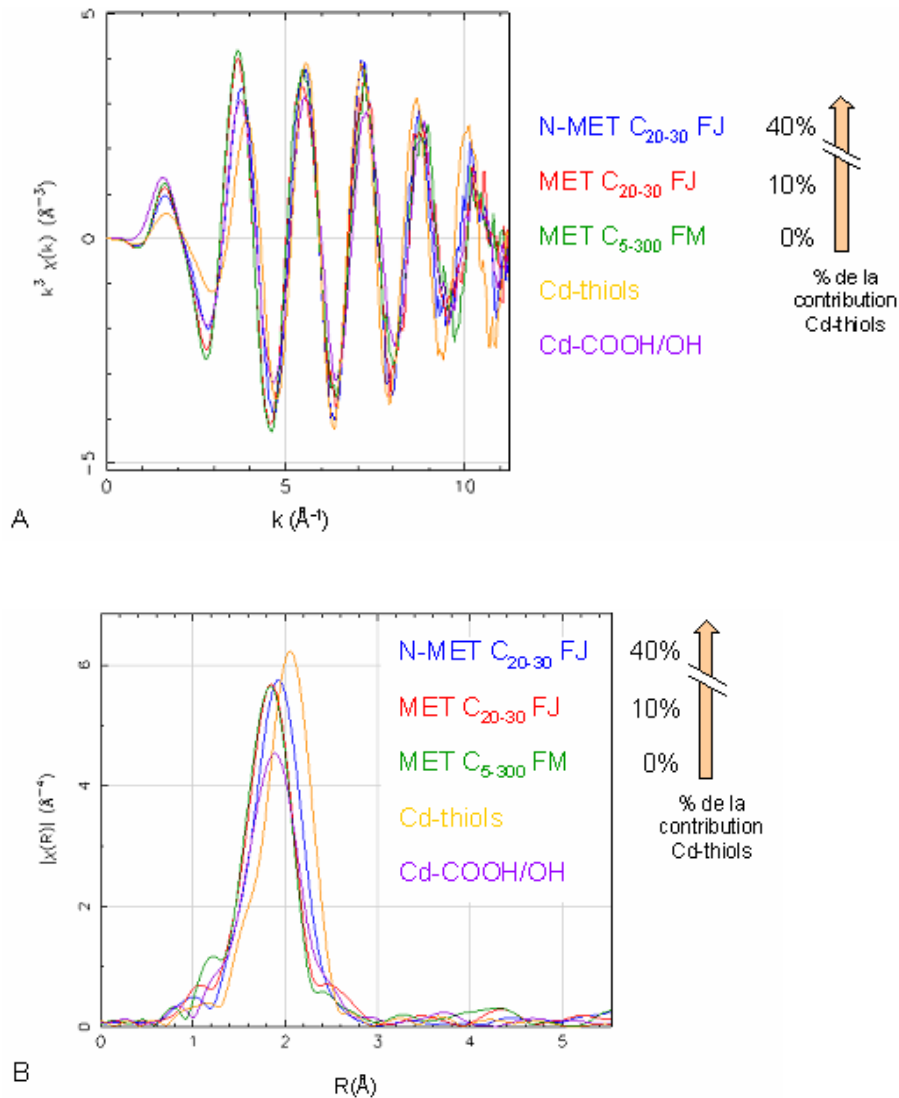 5
0
-5
k³ χ(k) (Å⁻³)
0 5 10
k (Å⁻¹)
A
N-MET C₂₀₋₃₀ FJ 40%
MET C₂₀₋₃₀ FJ 10%
MET C₅₋₃₀₀ FM 0%
Cd-thiols
Cd-COOH/OH
% de la
contribution
Cd-thiols
6
4
2
0
|χ(R)| (Å⁻⁴)
0 1 2 3 4 5
R(Å)
B
N-MET C₂₀₋₃₀ FJ 40%
MET C₂₀₋₃₀ FJ 10%
MET C₅₋₃₀₀ FM 0%
Cd-thiols
Cd-COOH/OH
% de la
contribution
Cd-thiols